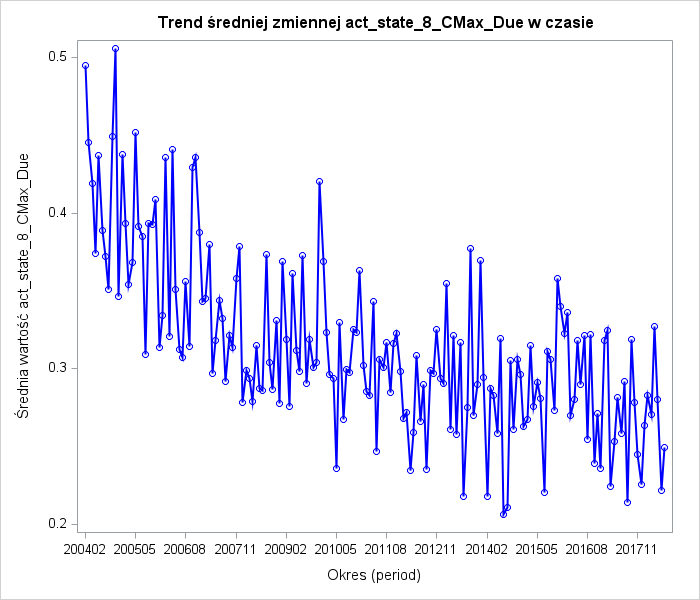 Trend średniej zmiennej act_state_8_CMax_Due w czasie
Średnia wartość act_state_8_CMax_Due
0.5
0.4
0.3
0.2
200402 200505 200608 200711 200902 201005 201108 201211 201402 201505 201608 201711
Okres (period)